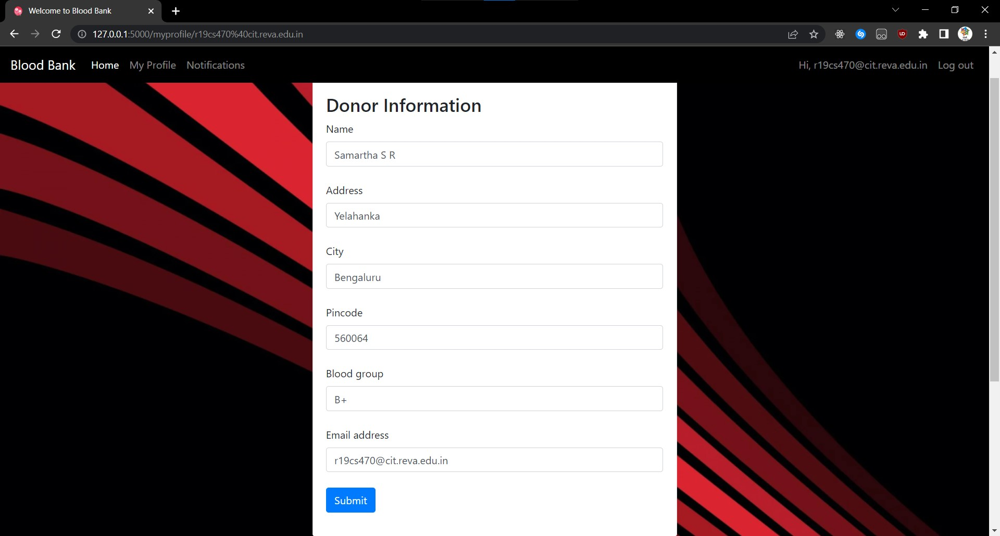 Welcome to Blood Bank
127.0.0.1:5000/myprofile/r19cs470%40cit.reva.edu.in
Blood Bank Home My Profile Notifications Hi, r19cs470@cit.reva.edu.in Log out
Donor Information
Name
Samartha S R
Address
Yelahanka
City
Bengaluru
Pincode
560064
Blood group
B+
Email address
r19cs470@cit.reva.edu.in
Submit